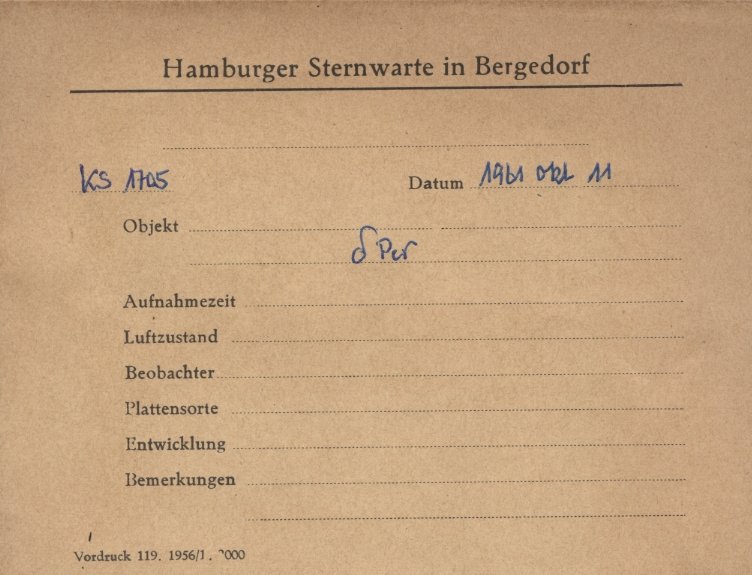 Hamburger Sternwarte in Bergedorf
KS 1705 Datum 1961 Okt 11
Objekt
δ Per
Aufnahmezeit
Luftzustand
Beobachter
Plattensorte
Entwicklung
Bemerkungen
Vordruck 119. 1956/1. 000